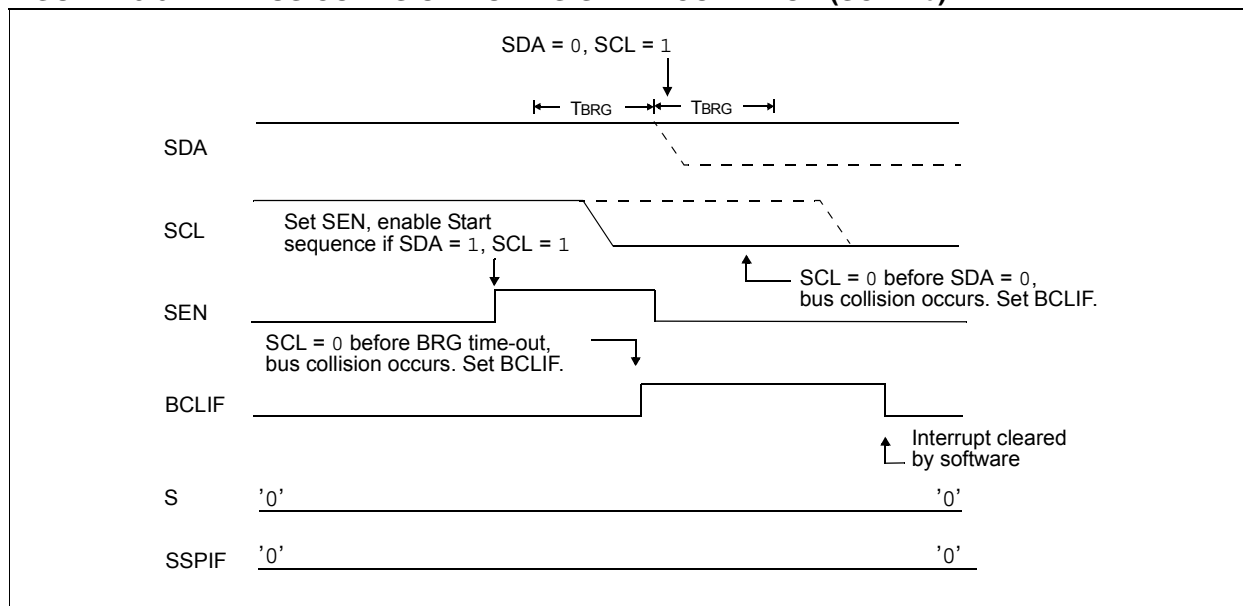 SDA = 0, SCL = 1
TBRG TBRG
SDA
SCL
Set SEN, enable Start
sequence if SDA = 1, SCL = 1
SCL = 0 before SDA = 0,
bus collision occurs. Set BCLIF.
SEN
SCL = 0 before BRG time-out,
bus collision occurs. Set BCLIF.
BCLIF
Interrupt cleared
by software
S '0' '0'
SSPIF '0' '0'